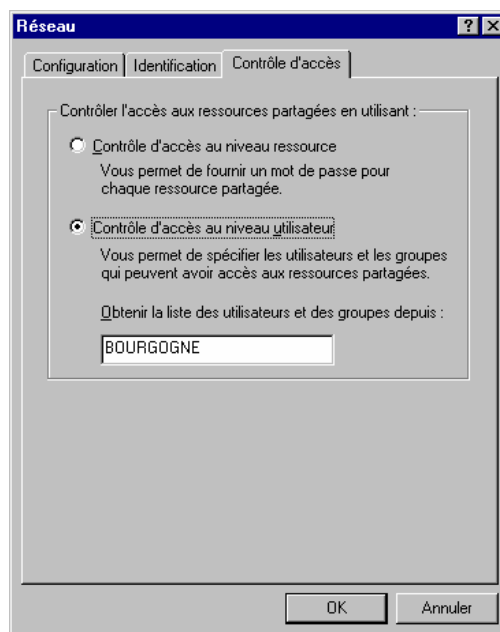 Réseau
Configuration Identification Contrôle d'accès
Contrôler l'accès aux ressources partagées en utilisant :
Contrôle d'accès au niveau ressource
Vous permet de fournir un mot de passe pour
chaque ressource partagée.
Contrôle d'accès au niveau utilisateur
Vous permet de spécifier les utilisateurs et les groupes
qui peuvent avoir accès aux ressources partagées.
Obtenir la liste des utilisateurs et des groupes depuis :
BOURGOGNE
OK Annuler